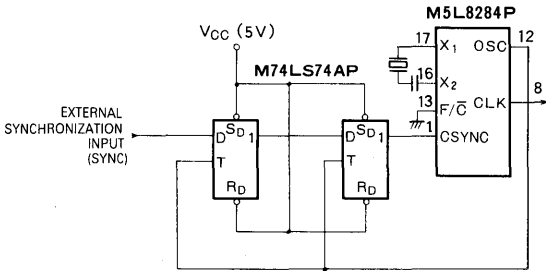 M5L8284P
VCC (5V)
17 X1 OSC 12
M74LS74AP
16 X2
13 F/C̅ CLK 8
EXTERNAL
SYNCHRONIZATION
INPUT
(SYNC)
D SD 1
T
RD
D SD 1
T
RD
1 CSYNC